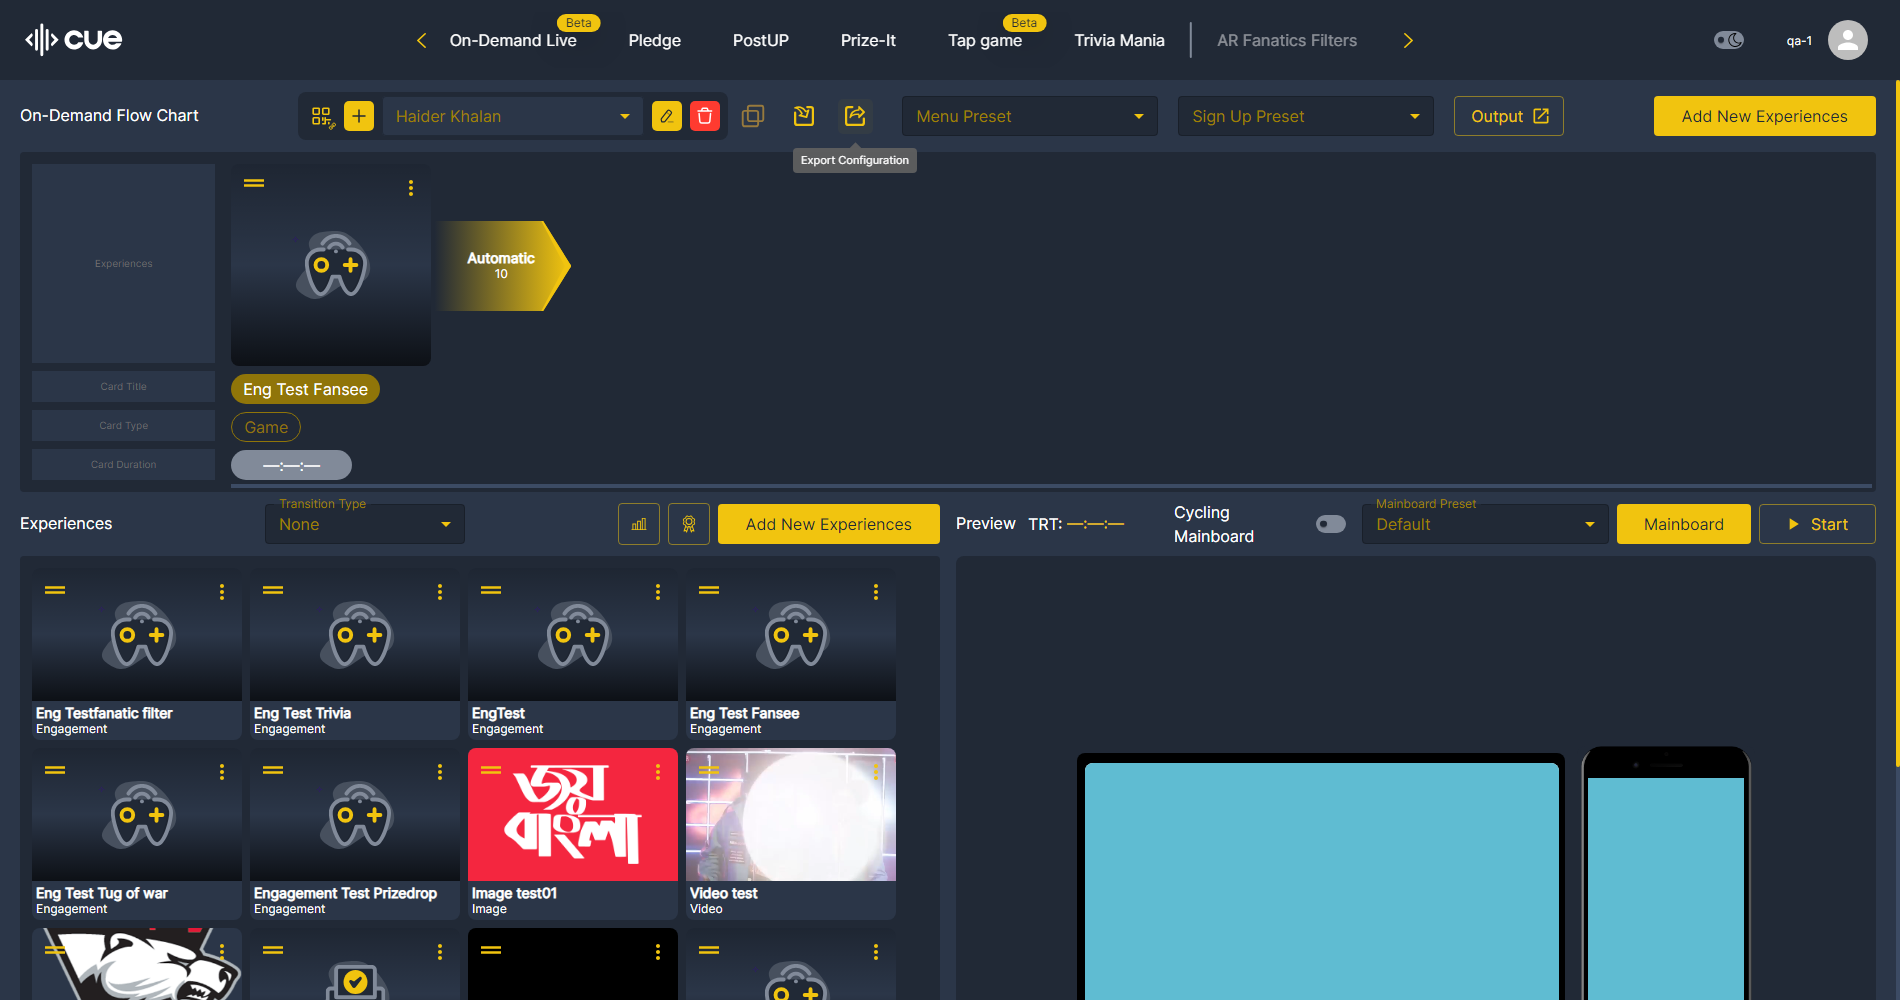 cue
Beta
Beta
On-Demand Live
Pledge
PostUP
Prize-It
Tap game
Trivia Mania
AR Fanatics Filters
qa-1
On-Demand Flow Chart
Haider Khalan
Menu Preset
Sign Up Preset
Output
Add New Experiences
Export Configuration
Experiences
Automatic
10
Card Title
Eng Test Fansee
Card Type
Game
Card Duration
—:—:—
Experiences
Transition Type
None
Add New Experiences
Preview
TRT: —:—:—
Cycling
Mainboard
Mainboard Preset
Default
Mainboard
Start
Eng Testfanatic filter
Engagement
Eng Test Trivia
Engagement
EngTest
Engagement
Eng Test Fansee
Engagement
জয়
বাংলা
Eng Test Tug of war
Engagement
Engagement Test Prizedrop
Engagement
Image test01
Image
Video test
Video